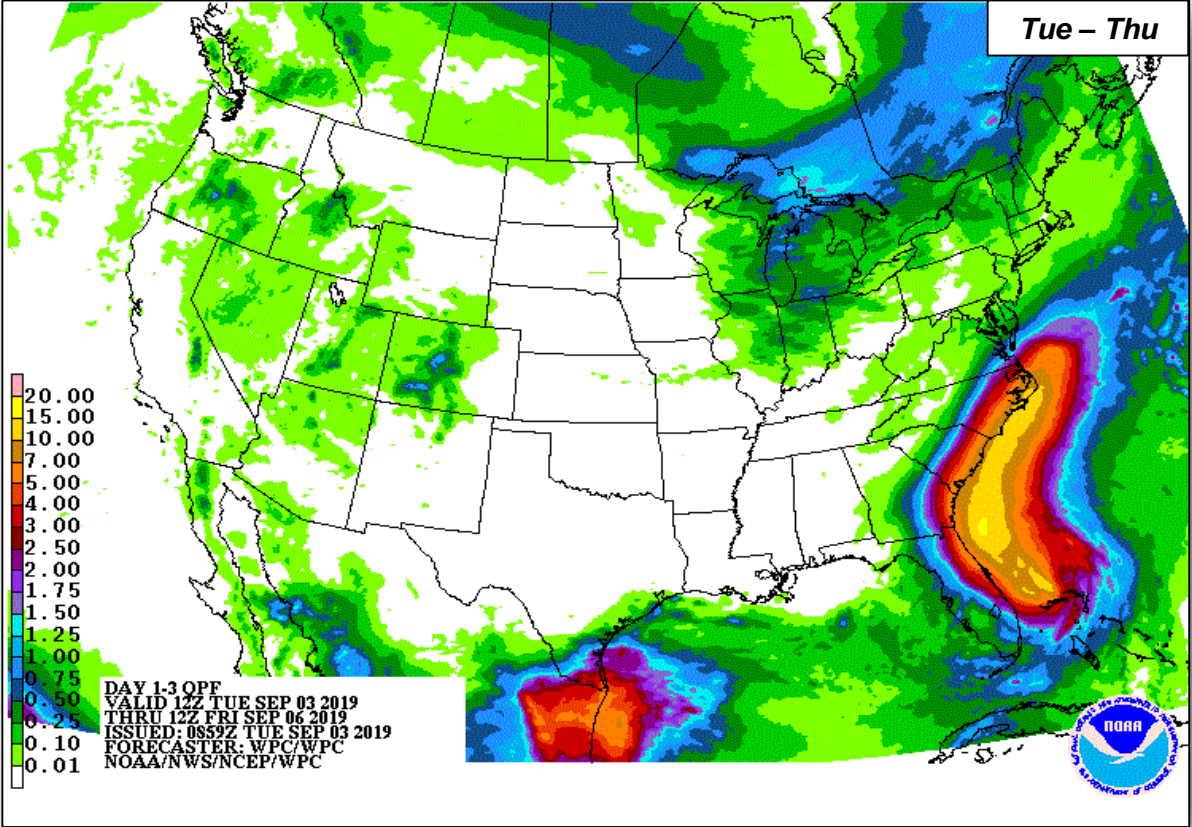 Tue – Thu
20.00
15.00
10.00
7.00
5.00
4.00
3.00
2.50
2.00
1.75
1.50
1.25
1.00
0.75
0.50
0.25
0.10
0.01
DAY 1-3 QPF
VALID 12Z TUE SEP 03 2019
THRU 12Z FRI SEP 06 2019
ISSUED: 0859Z TUE SEP 03 2019
FORECASTER: WPC/WPC
NOAA/NWS/NCEP/WPC
NOAA